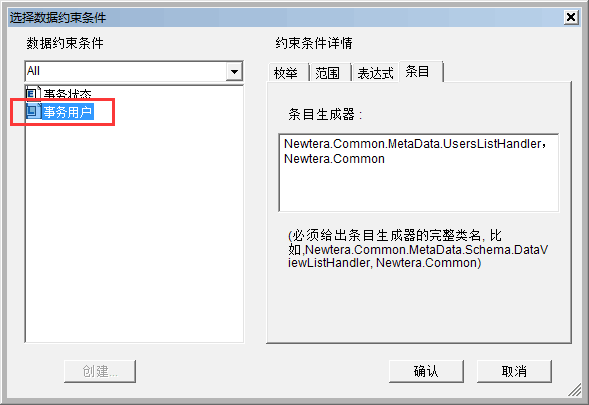 选择数据约束条件
数据约束条件
All
事务状态
事务用户
创建...
约束条件详情
枚举 范围 表达式 条目
条目生成器 :
Newtera.Common.MetaData.UsersListHandler,
Newtera.Common
(必须给出条目生成器的完整类名, 比
如,Newtera.Common.MetaData.Schema.DataV
iewListHandler, Newtera.Common)
确认 取消